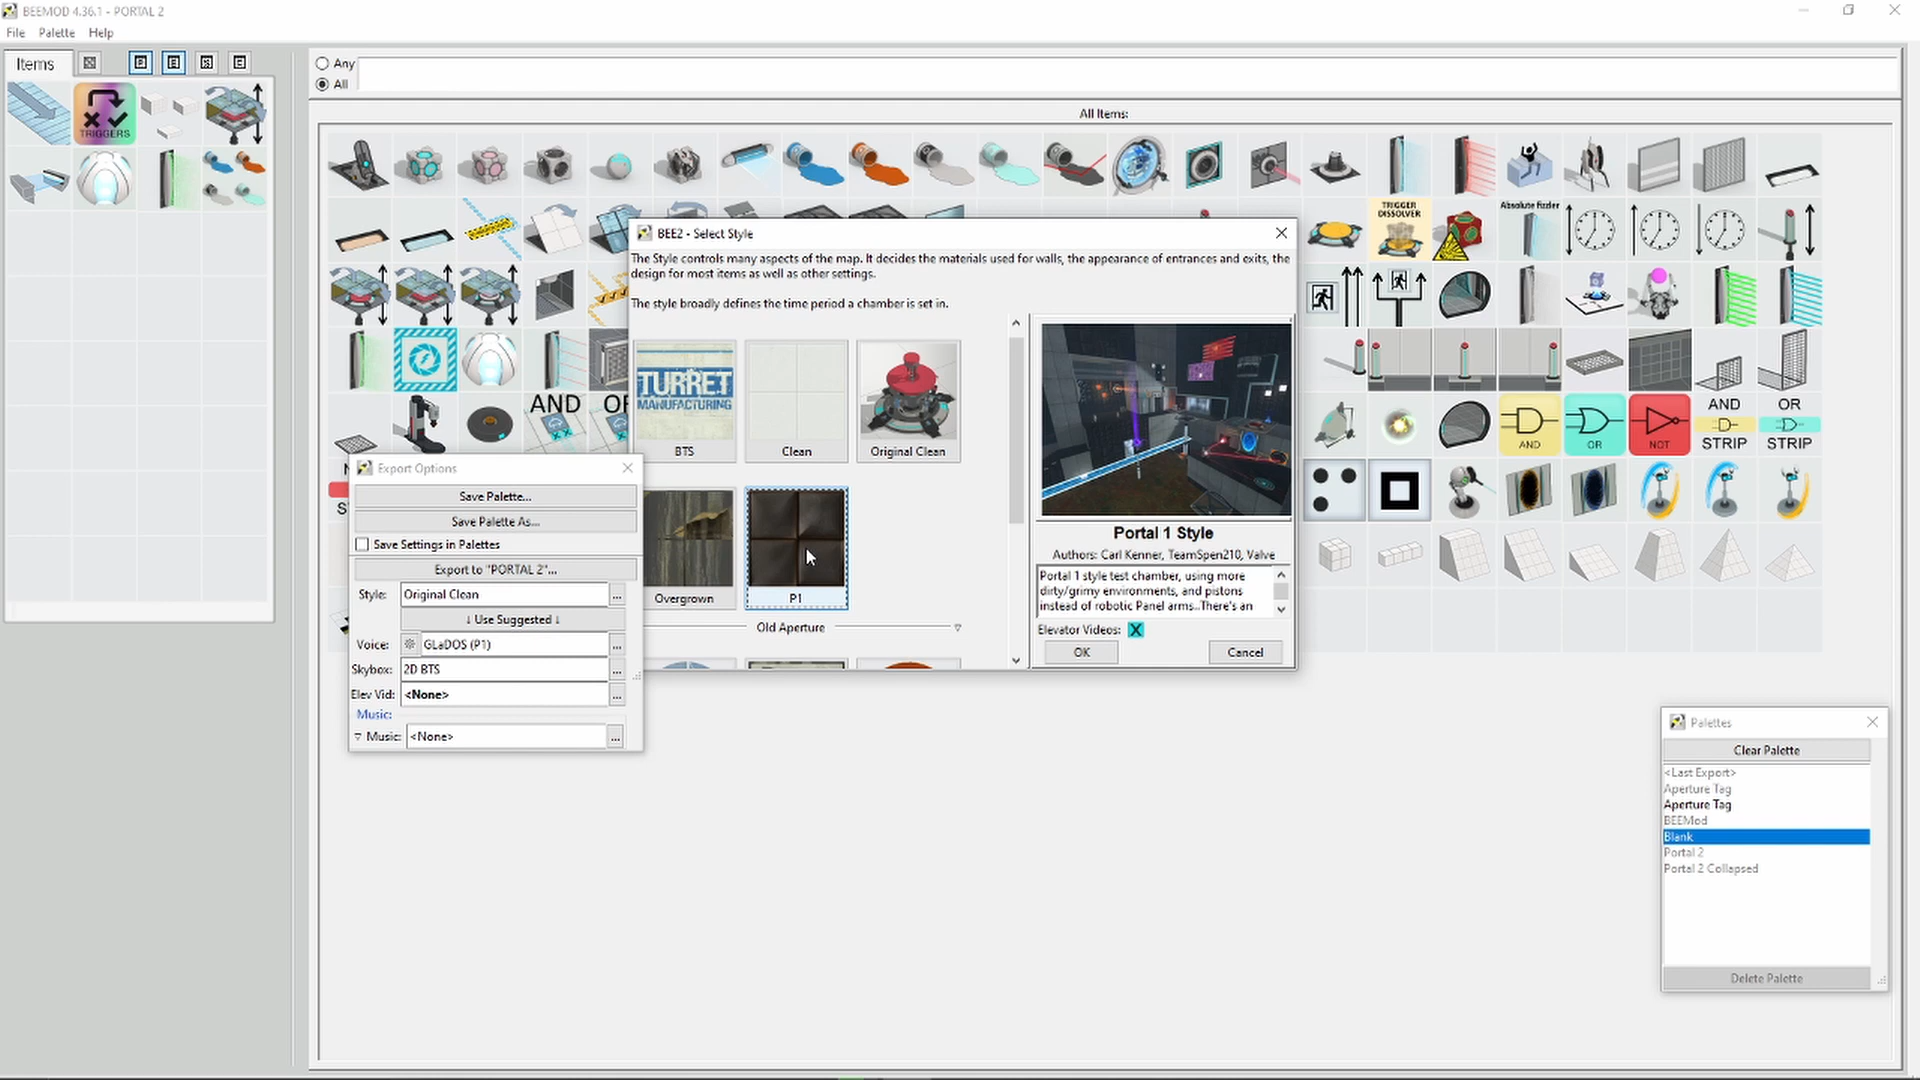 BEEMOD 4.36.1 - PORTAL 2
File Palette Help
Items
Any
All
All Items:
TRIGGERS
TRIGGER DISSOLVER
Absolute fizzler
AND
AND
OR
NOT
AND
STRIP
OR
STRIP
BEE2 - Select Style
The Style controls many aspects of the map. It decides the materials used for walls, the appearance of entrances and exits, the
design for most items as well as other settings.
The style broadly defines the time period a chamber is set in.
TURRET
MANUFACTURING
BTS
Clean
Original Clean
Overgrown
P1
Old Aperture
Portal 1 Style
Authors: Carl Kenner, TeamSpen210, Valve
Portal 1 style test chamber, using more
dirty/grimy environments, and pistons
instead of robotic Panel arms..There's an
Elevator Videos: X
OK
Cancel
Export Options
Save Palette...
Save Palette As...
Save Settings in Palettes
Export to "PORTAL 2"...
Style: Original Clean ...
↓ Use Suggested ↓
Voice: GLaDOS (P1) ...
Skybox: 2D BTS ...
Elev Vid: <None> ...
Music:
Music: <None> ...
Palettes
Clear Palette
<Last Export>
Aperture Tag
Aperture Tag
BEEMod
Blank
Portal 2
Portal 2 Collapsed
Delete Palette